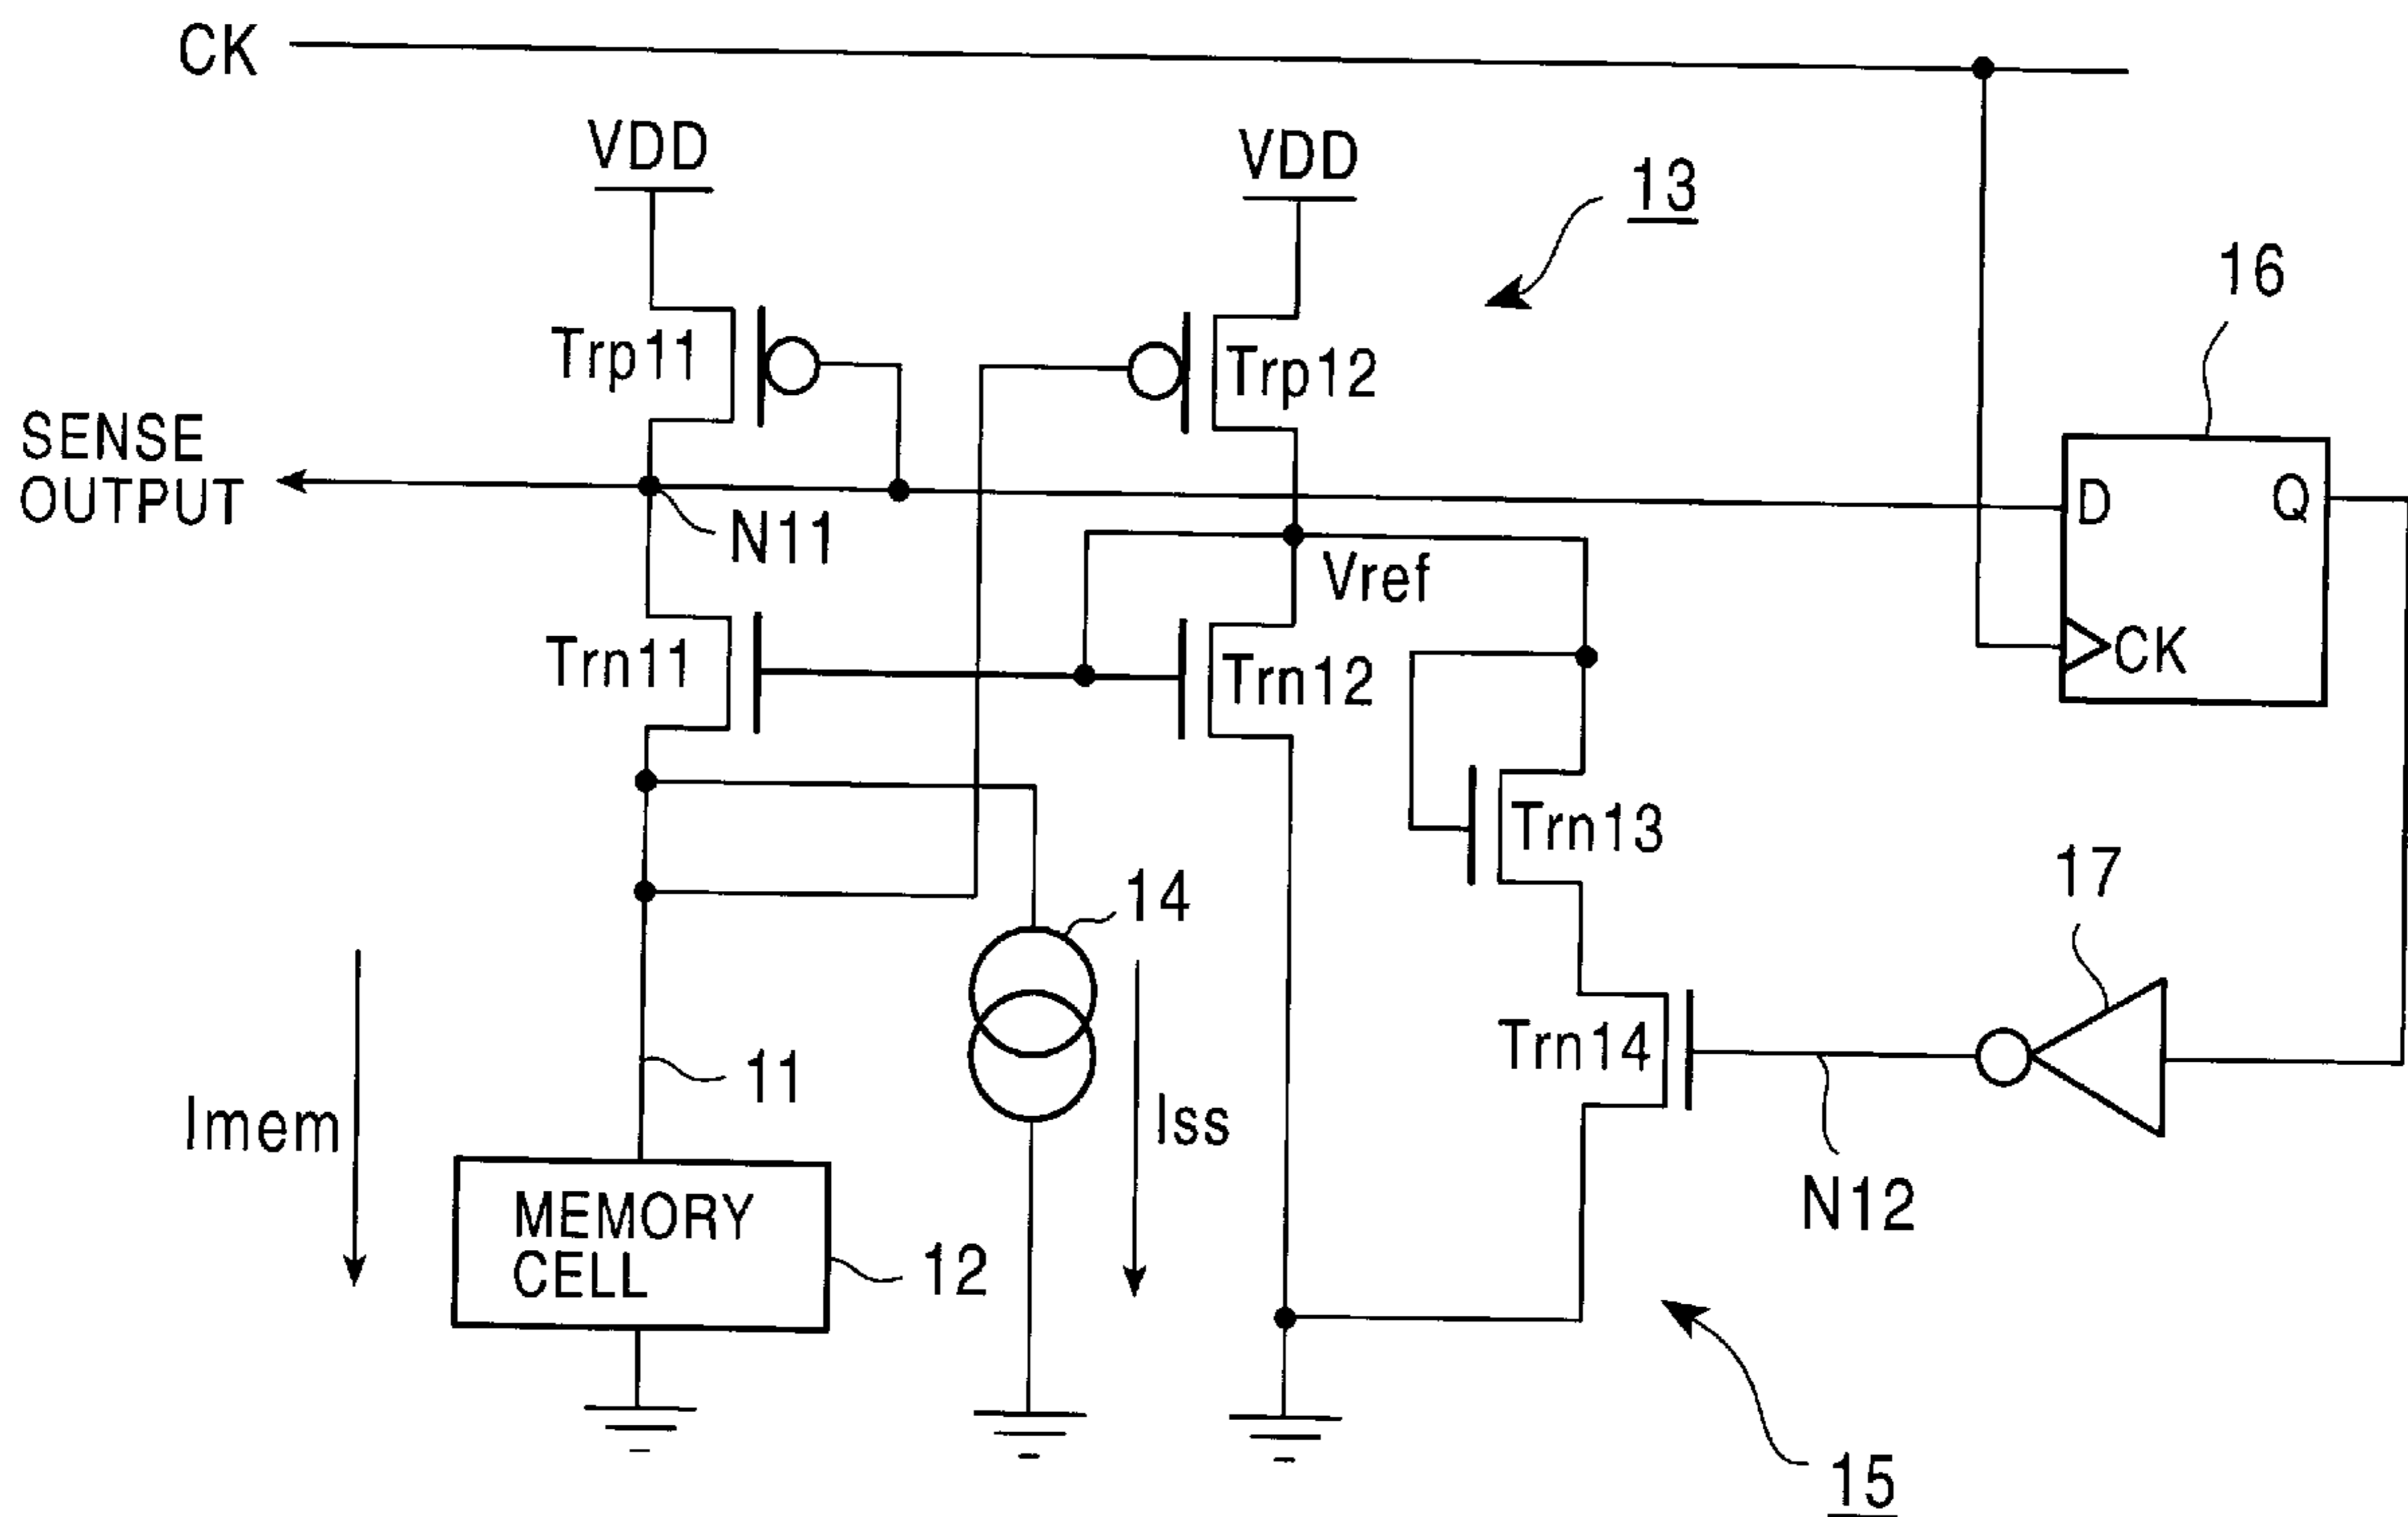 CK
VDD
VDD
13
16
Trp11
Trp12
SENSE
OUTPUT
D
Q
N11
Vref
CK
Trn11
Trn12
Trn13
14
17
11
Trn14
Imem
Iss
MEMORY
CELL
12
N12
15